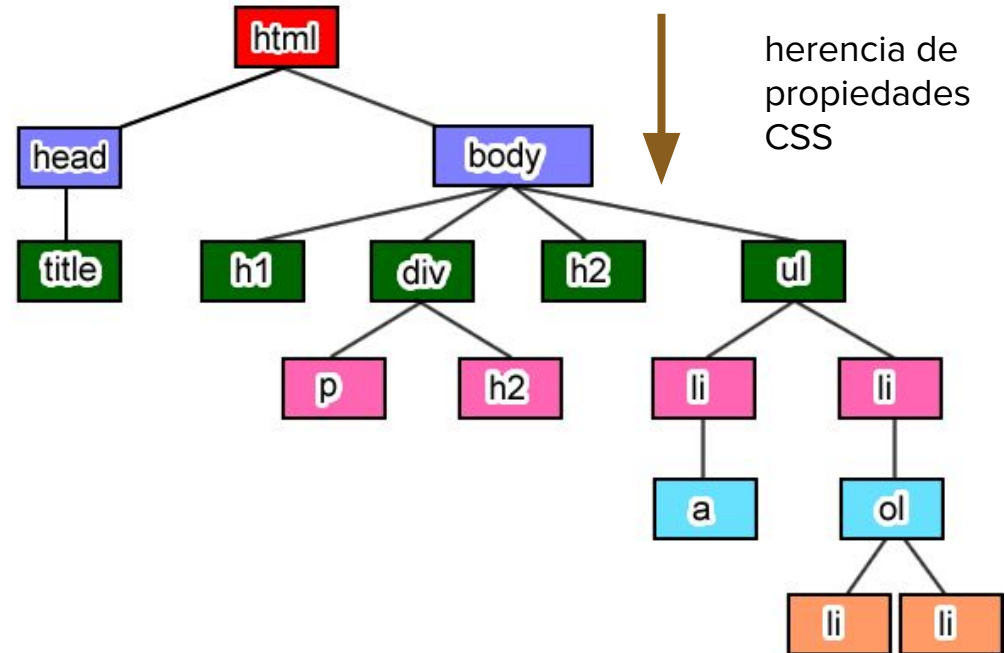 html
herencia de
propiedades
CSS
head
body
title
h1
div
h2
ul
p
h2
li
li
a
ol
li
li